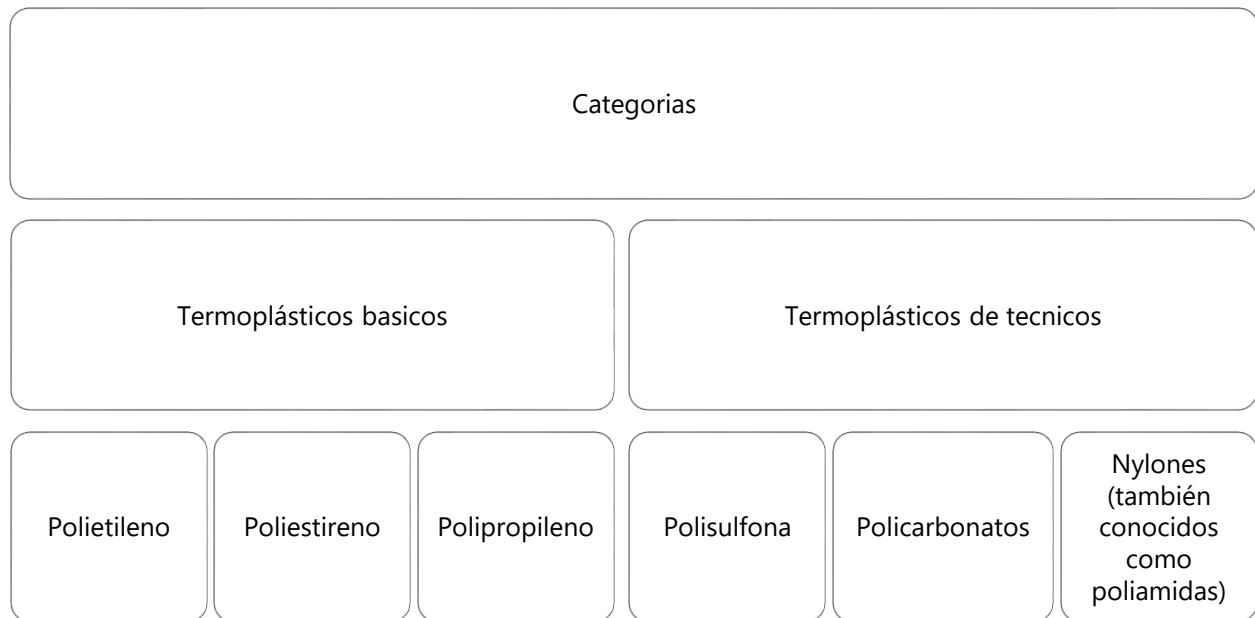 Categorias
Termoplásticos basicos
Termoplásticos de tecnicos
Polietileno
Poliestireno
Polipropileno
Polisulfona
Policarbonatos
Nylones
(también
conocidos
como
poliamidas)